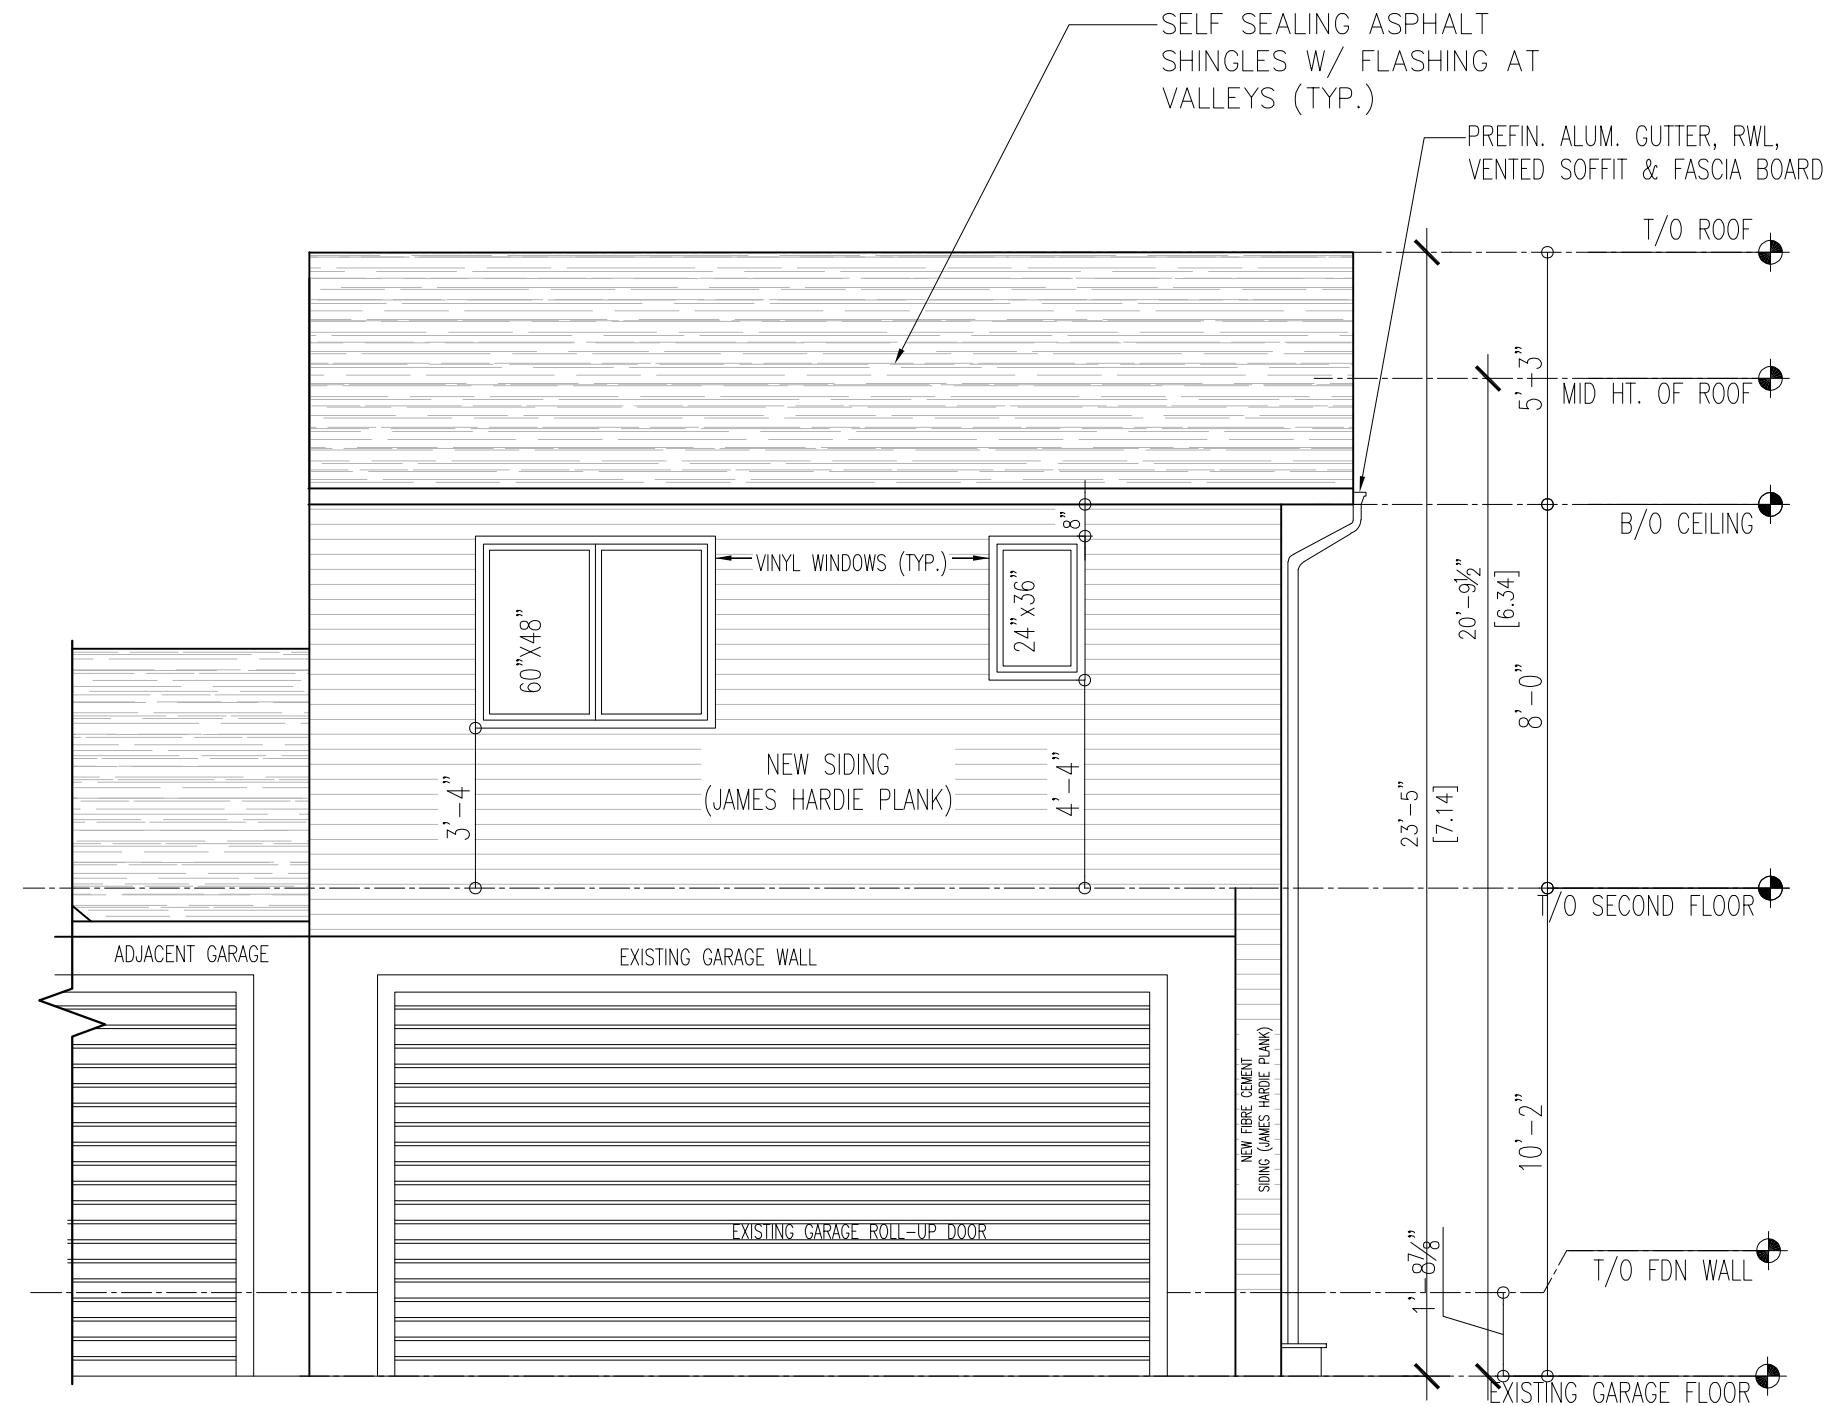 SELF SEALING ASPHALT
SHINGLES W/ FLASHING AT
VALLEYS (TYP.)
PREFIN. ALUM. GUTTER, RWL,
VENTED SOFFIT & FASCIA BOARD
T/O ROOF
5'-3"
MID HT. OF ROOF
B/O CEILING
8"
VINYL WINDOWS (TYP.)
60"X48"
24"x36"
20'-9½"
[6.34]
8'-0"
NEW SIDING
(JAMES HARDIE PLANK)
3'-4"
4'-4"
23'-5"
[7.14]
T/O SECOND FLOOR
ADJACENT GARAGE
EXISTING GARAGE WALL
NEW FIBRE CEMENT
SIDING (JAMES HARDIE PLANK)
10'-2"
EXISTING GARAGE ROLL-UP DOOR
1' 8⅞"
T/O FDN WALL
EXISTING GARAGE FLOOR